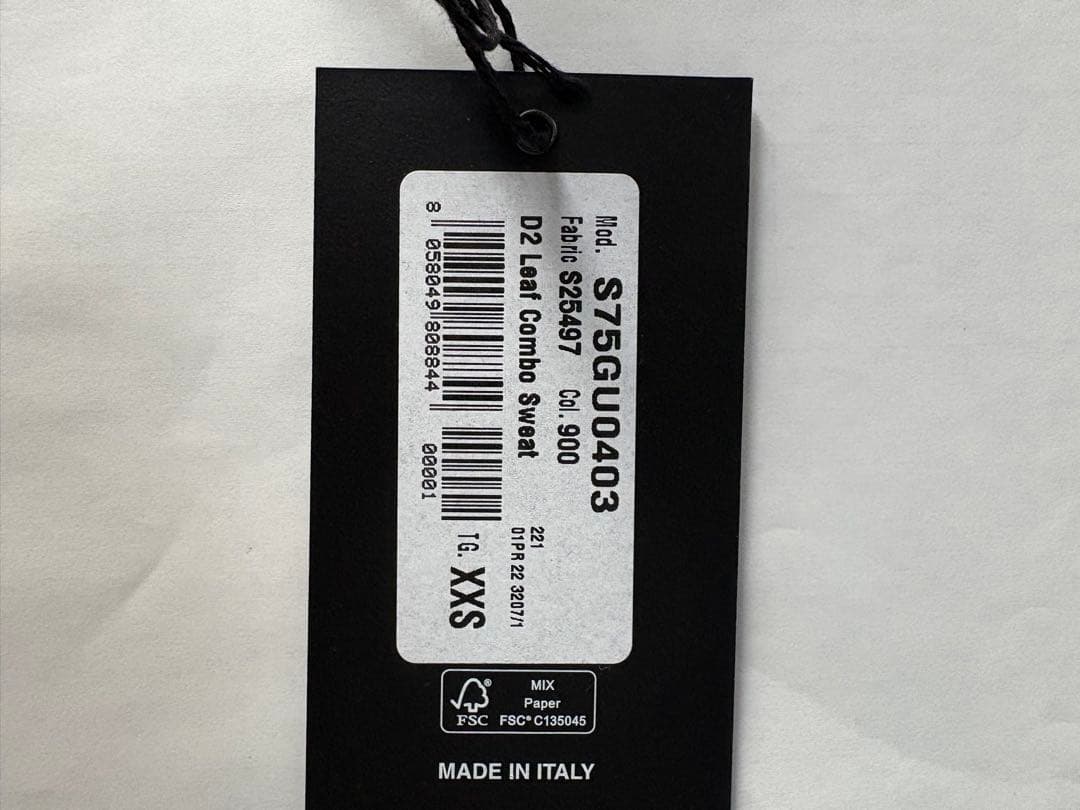 Mod. S75GU0403
Fabric S25497 Col. 900
D2 Leaf Combo Sweat
221
01PR 22 3207/1
8 058049 808844 00001
TG. XXS
FSC®
MIX
Paper
FSC® C135045
MADE IN ITALY